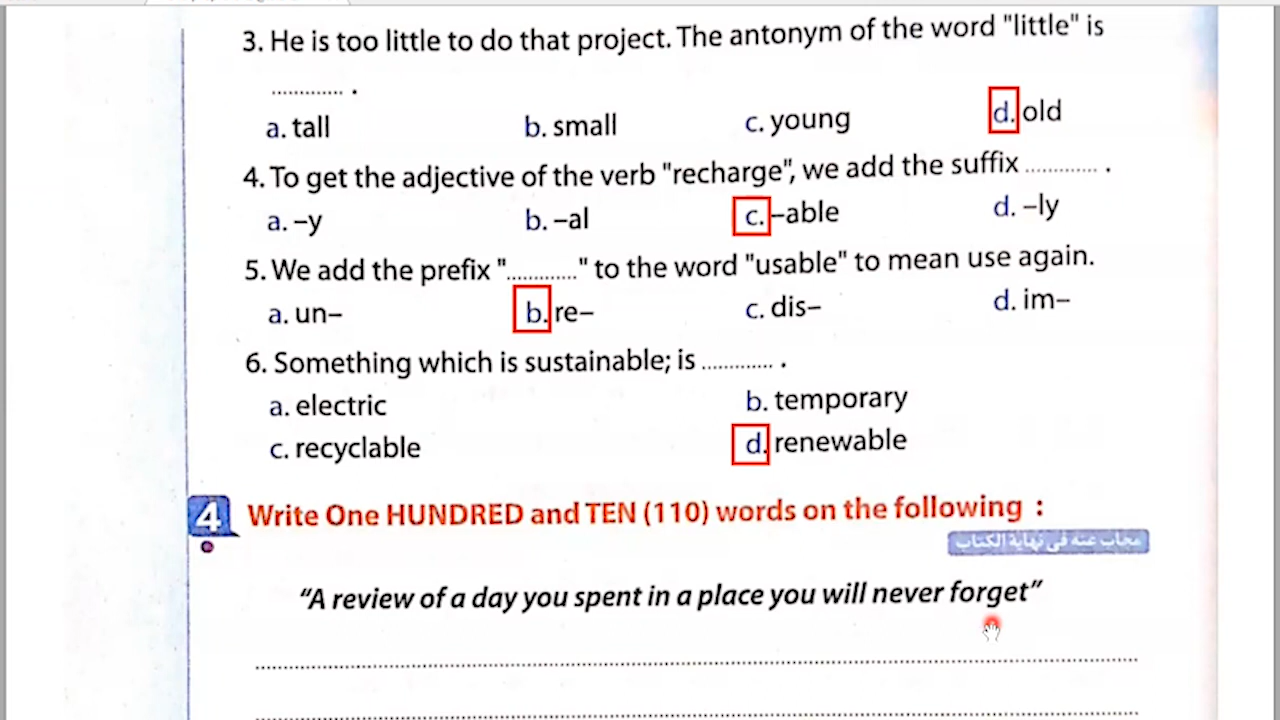 3. He is too little to do that project. The antonym of the word "little" is
............. .
a. tall b. small c. young d. old
4. To get the adjective of the verb "recharge", we add the suffix ............. .
a. –y b. –al c. –able d. –ly
5. We add the prefix "............." to the word "usable" to mean use again.
a. un– b. re– c. dis– d. im–
6. Something which is sustainable; is ............. .
a. electric b. temporary
c. recyclable d. renewable
4 Write One HUNDRED and TEN (110) words on the following :
مجاب عنه فى نهاية الكتاب
“A review of a day you spent in a place you will never forget”